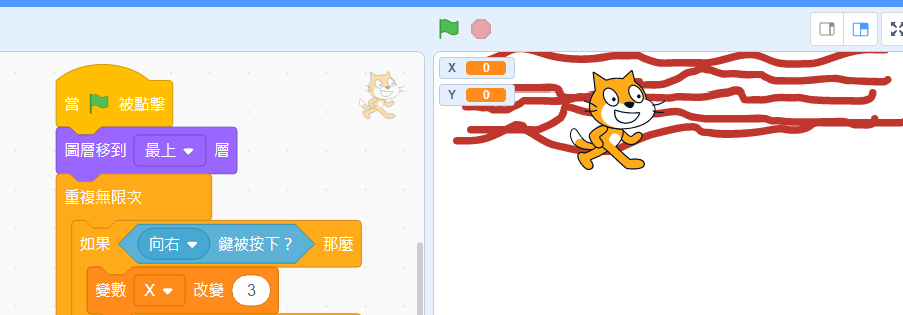 X 0
Y 0
當 被點擊
圖層移到 最上 層
重複無限次
如果 向右 鍵被按下？ 那麼
變數 X 改變 3